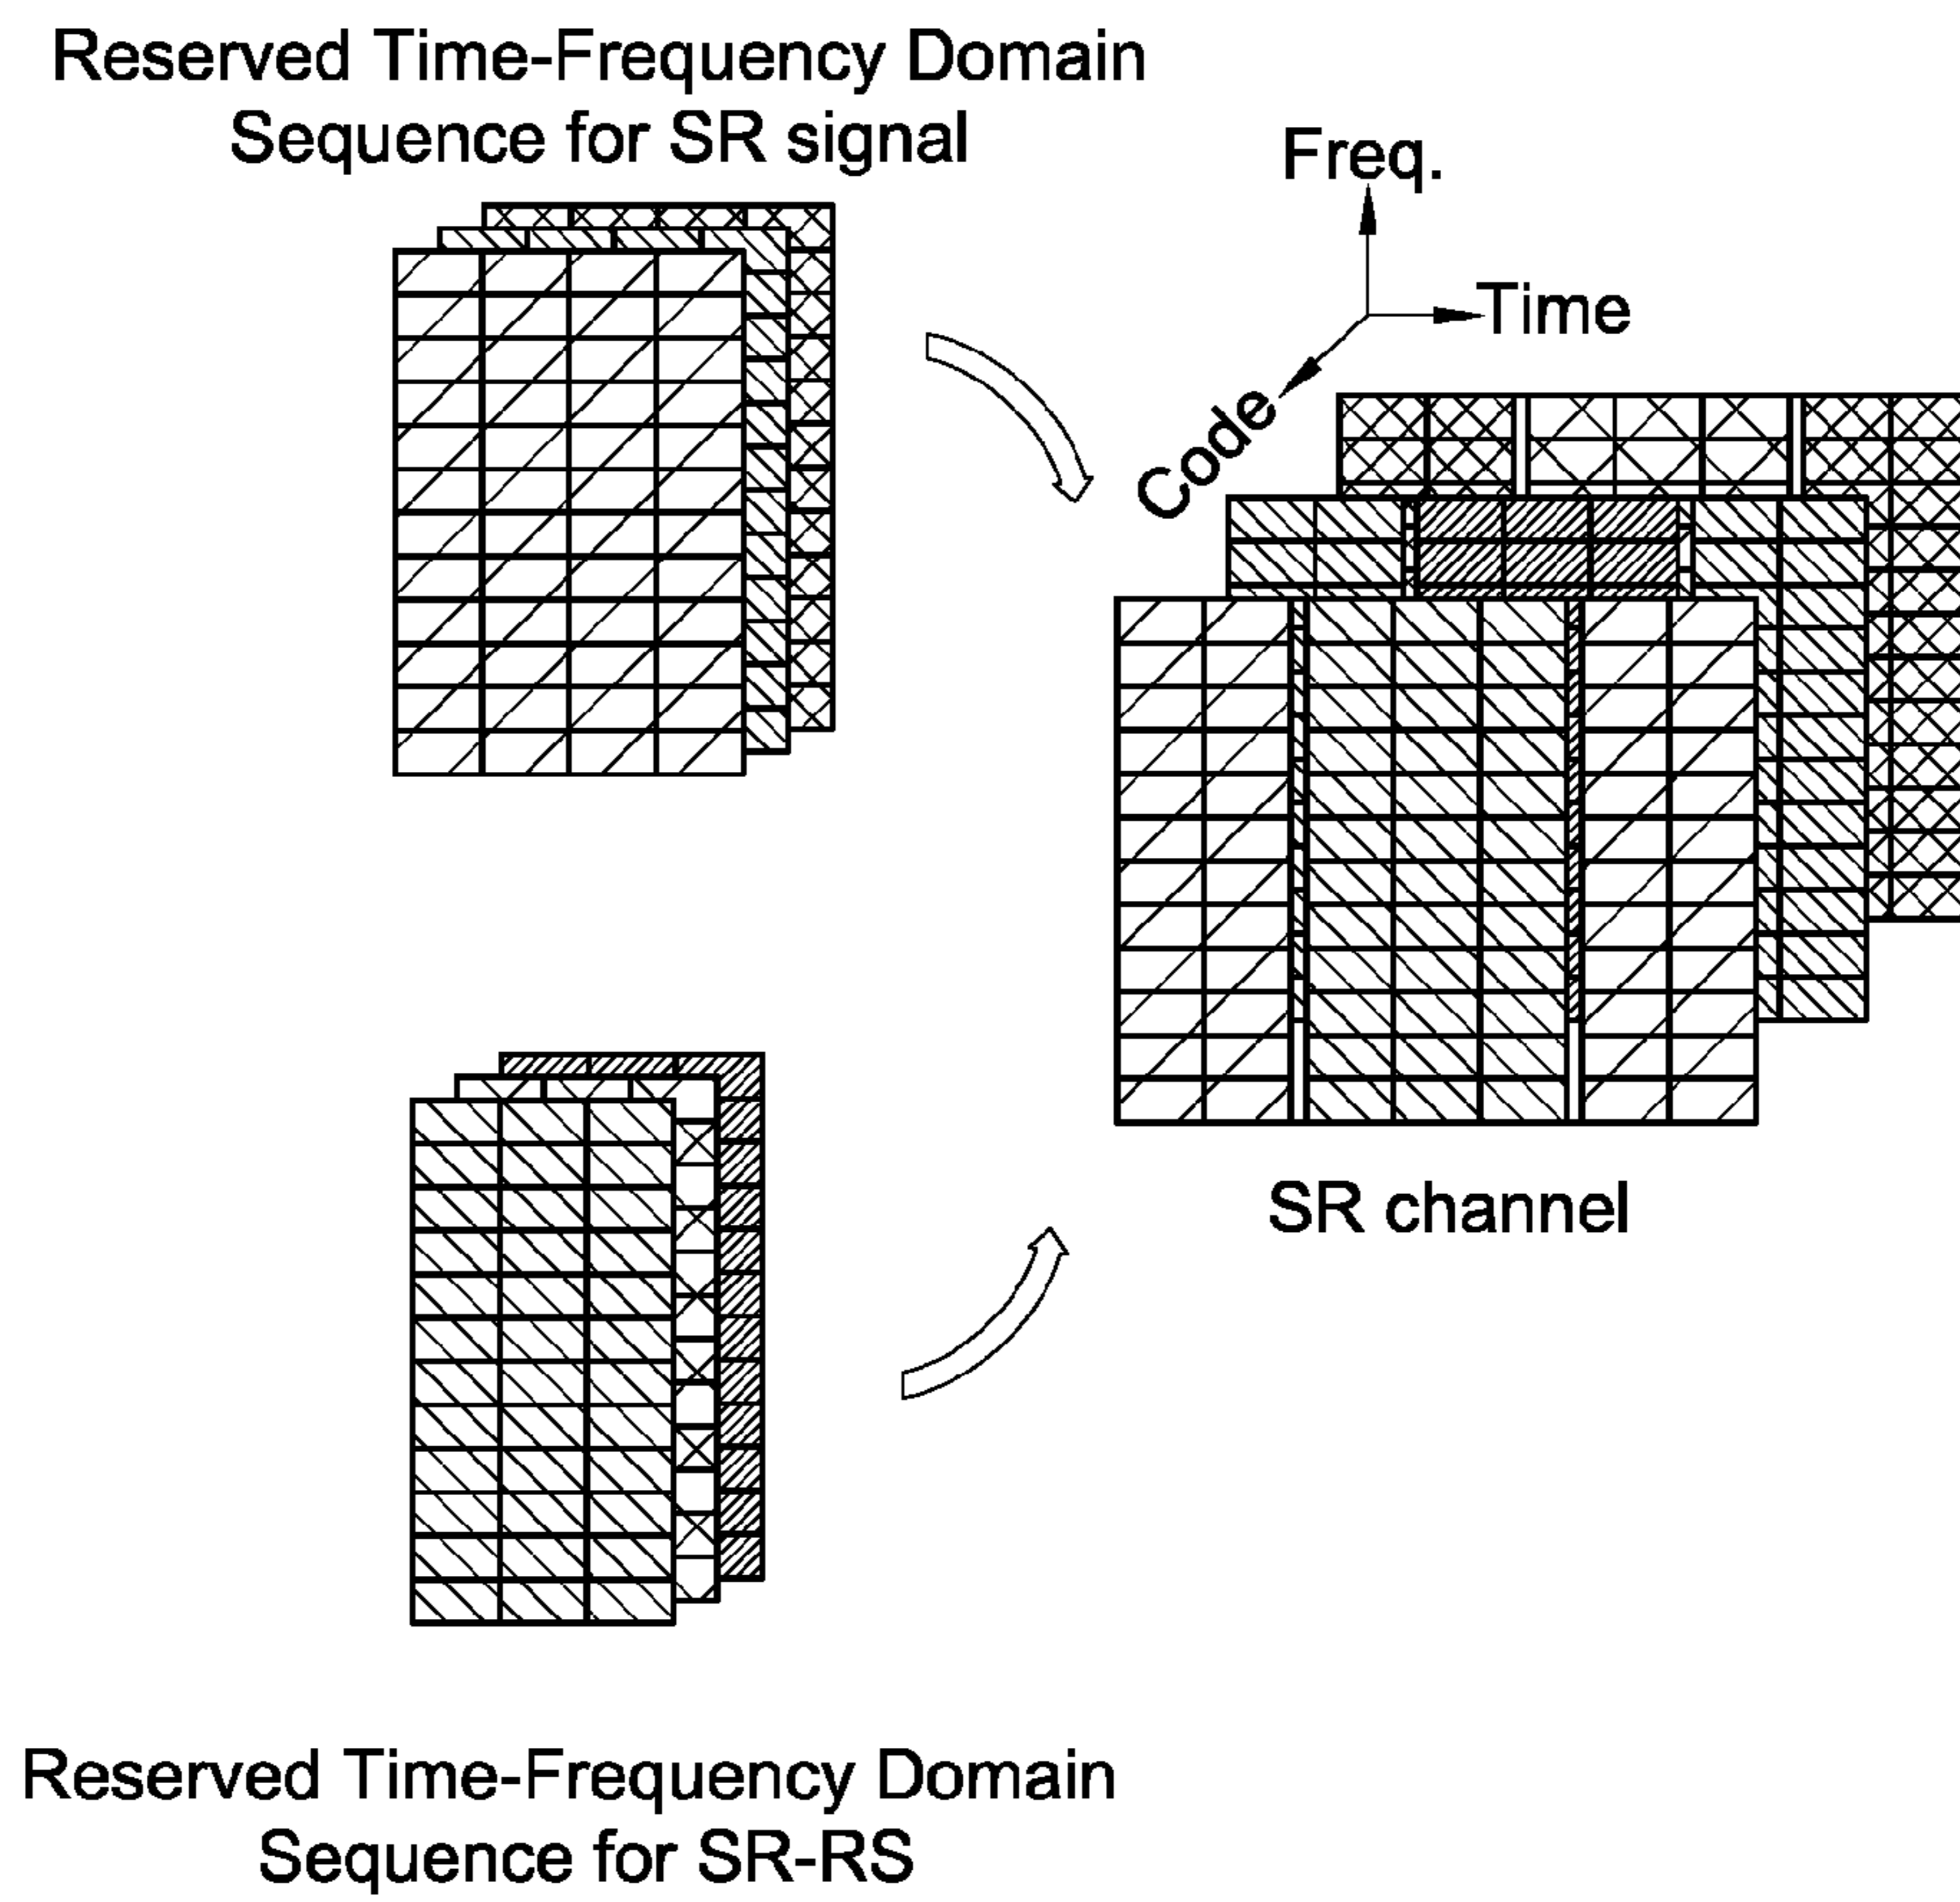 Reserved Time-Frequency Domain
Sequence for SR signal
Freq.
Time
Code
SR channel
Reserved Time-Frequency Domain
Sequence for SR-RS